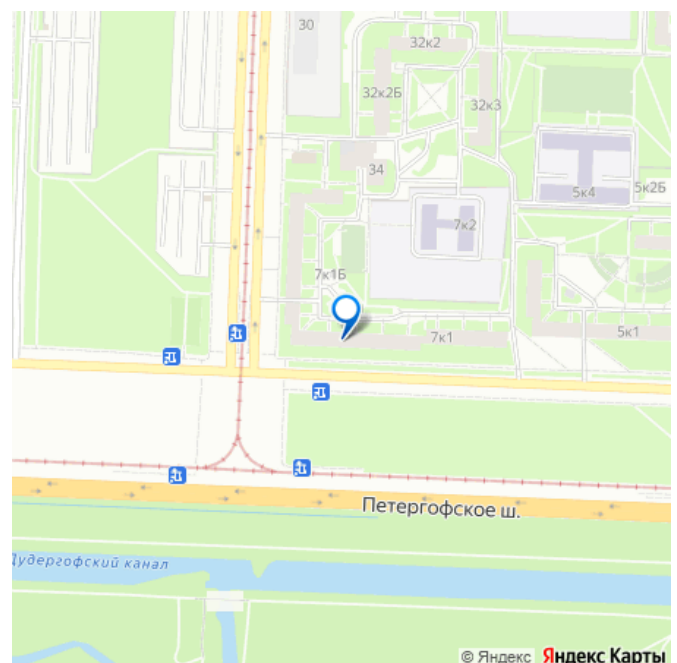 30
32к2
32к2Б
32к3
34
5к4
5к2Б
7к2
7к1Б
7к1
5к1
Петергофское ш.
Дудергофский канал
© Яндекс Яндекс Карты